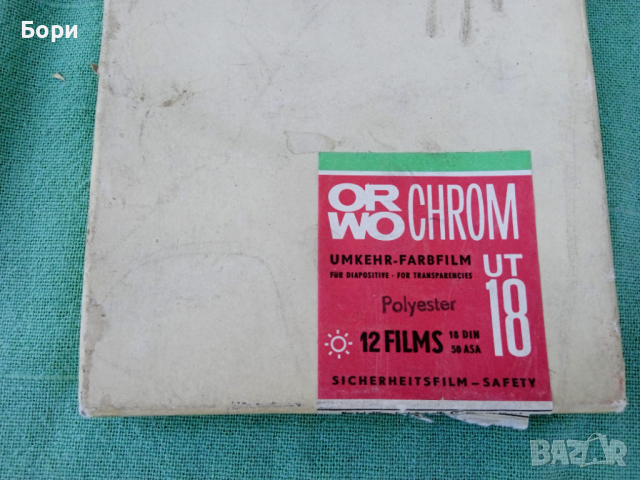 Бори
ORWO CHROM
UMKEHR-FARBFILM
FÜR DIAPOSITIVE · FOR TRANSPARENCIES
UT 18
Polyester
12 FILMS 18 DIN 50 ASA
SICHERHEITSFILM – SAFETY
BAZAR